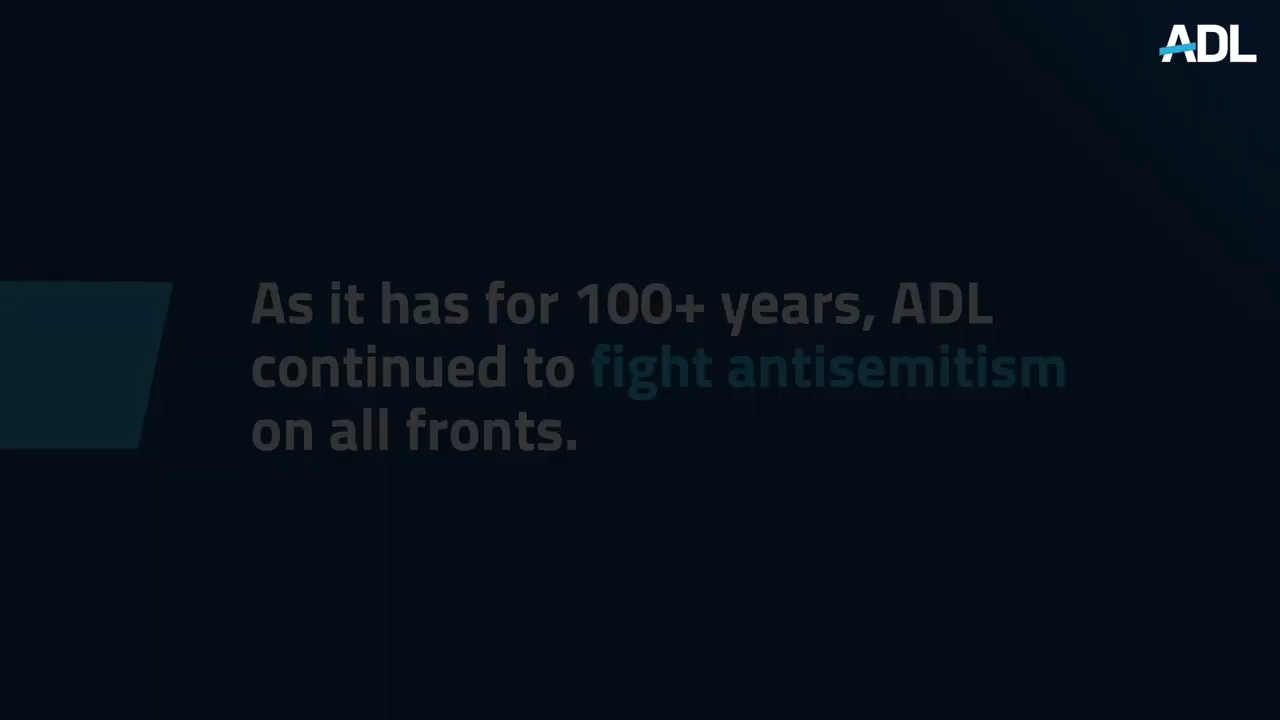 ADL
As it has for 100+ years, ADL
continued to fight antisemitism
on all fronts.